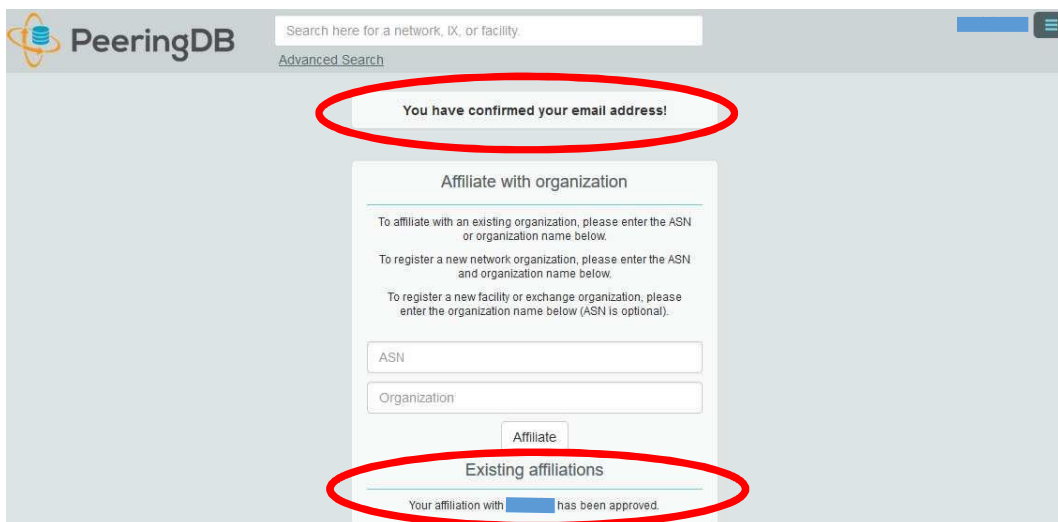 PeeringDB
Search here for a network, IX, or facility.
Advanced Search
You have confirmed your email address!
Affiliate with organization
To affiliate with an existing organization, please enter the ASN
or organization name below.
To register a new network organization, please enter the ASN
and organization name below.
To register a new facility or exchange organization, please
enter the organization name below (ASN is optional).
ASN
Organization
Affiliate
Existing affiliations
Your affiliation with has been approved.